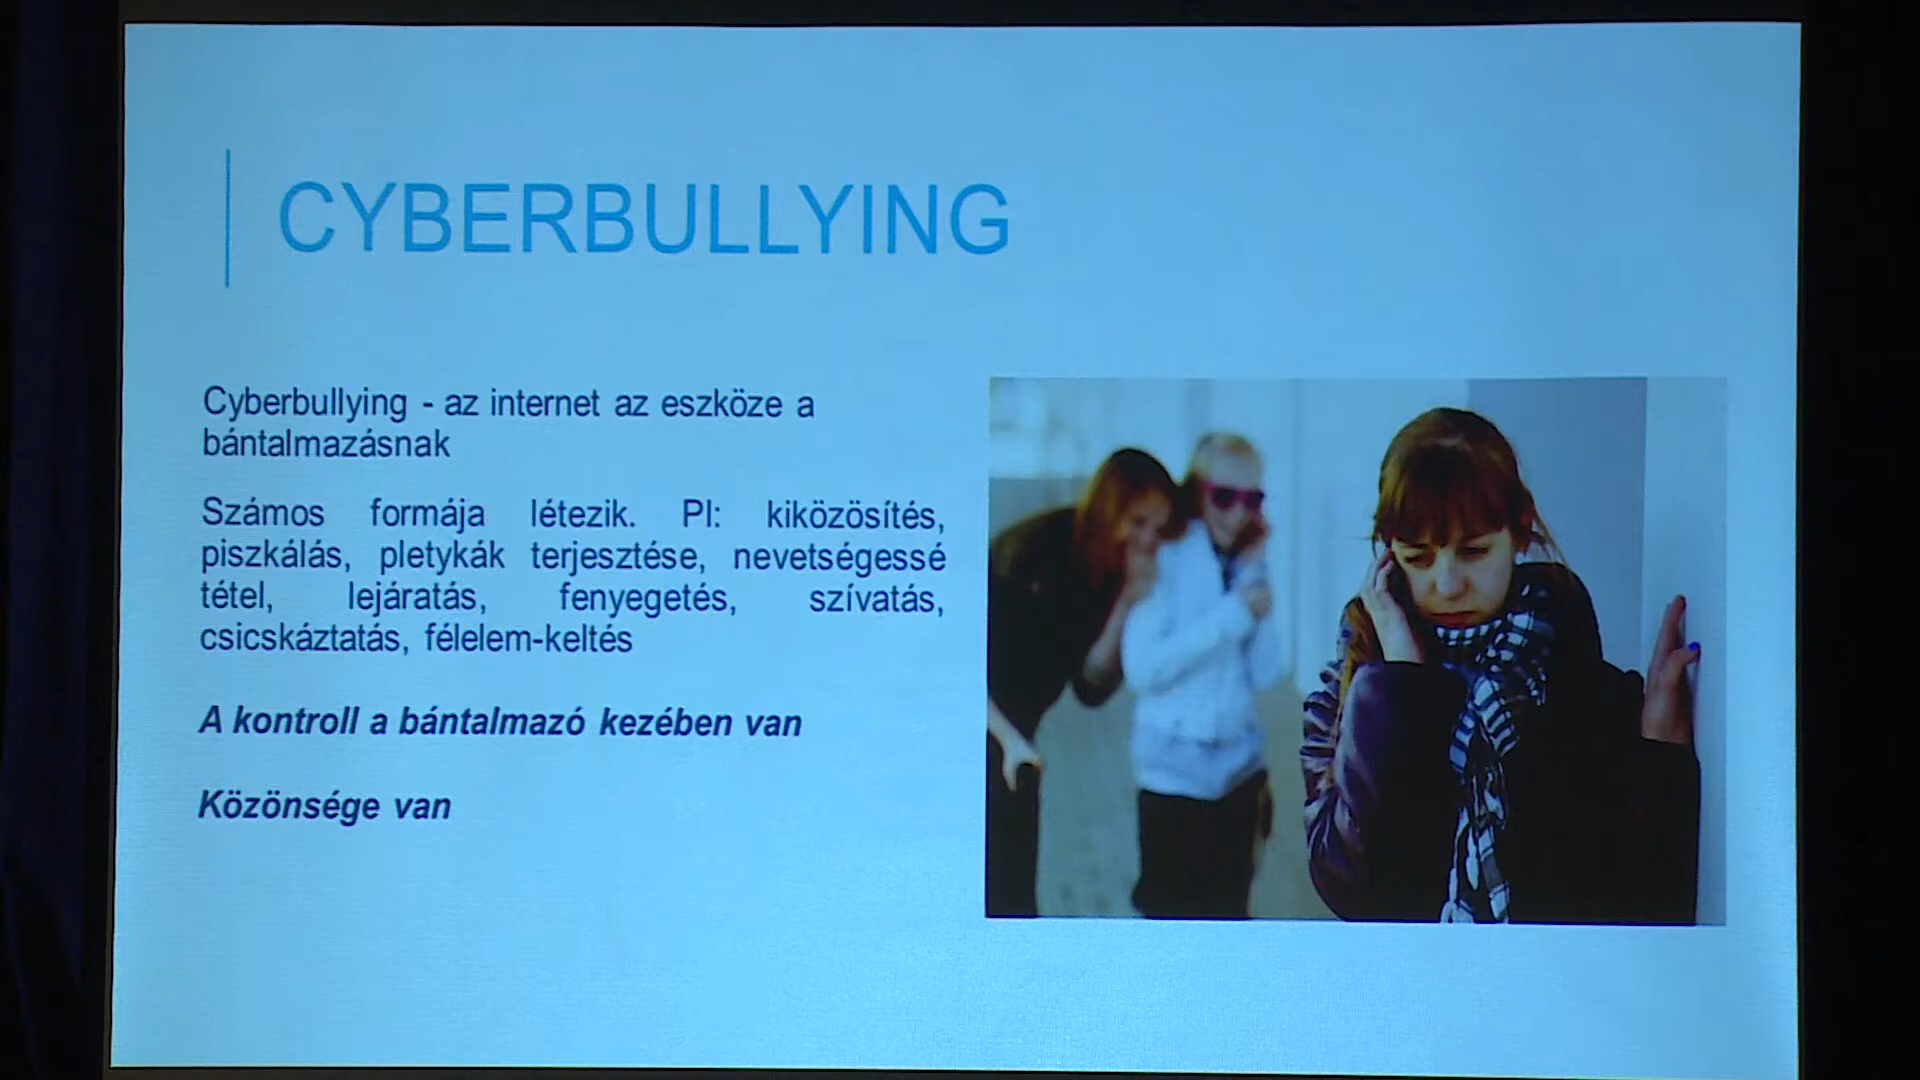 CYBERBULLYING
Cyberbullying - az internet az eszköze a
bántalmazásnak
Számos formája létezik. Pl: kiközösítés,
piszkálás, pletykák terjesztése, nevetségessé
tétel, lejáratás, fenyegetés, szívatás,
csicskáztatás, félelem-keltés
A kontroll a bántalmazó kezében van
Közönsége van